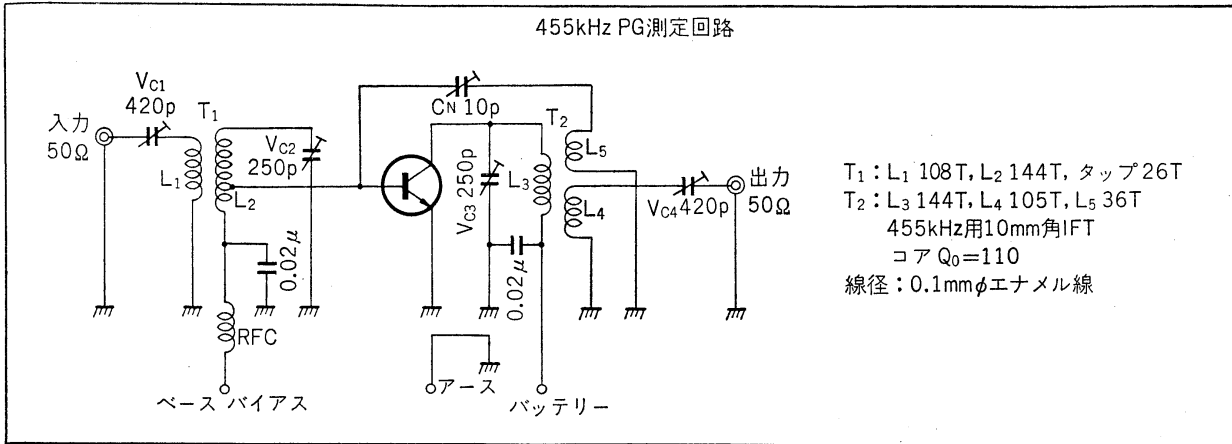 455kHz PG測定回路
VC1
420p
T1
入力
50Ω
L1
L2
VC2
250p
0.02μ
RFC
ベース バイアス
CN 10p
T2
L5
L3
L4
VC3 250p
0.02μ
VC4 420p
出力
50Ω
アース
バッテリー
T1：L1 108T, L2 144T, タップ26T
T2：L3 144T, L4 105T, L5 36T
455kHz用10mm角IFT
コア Q0=110
線径：0.1mmφエナメル線